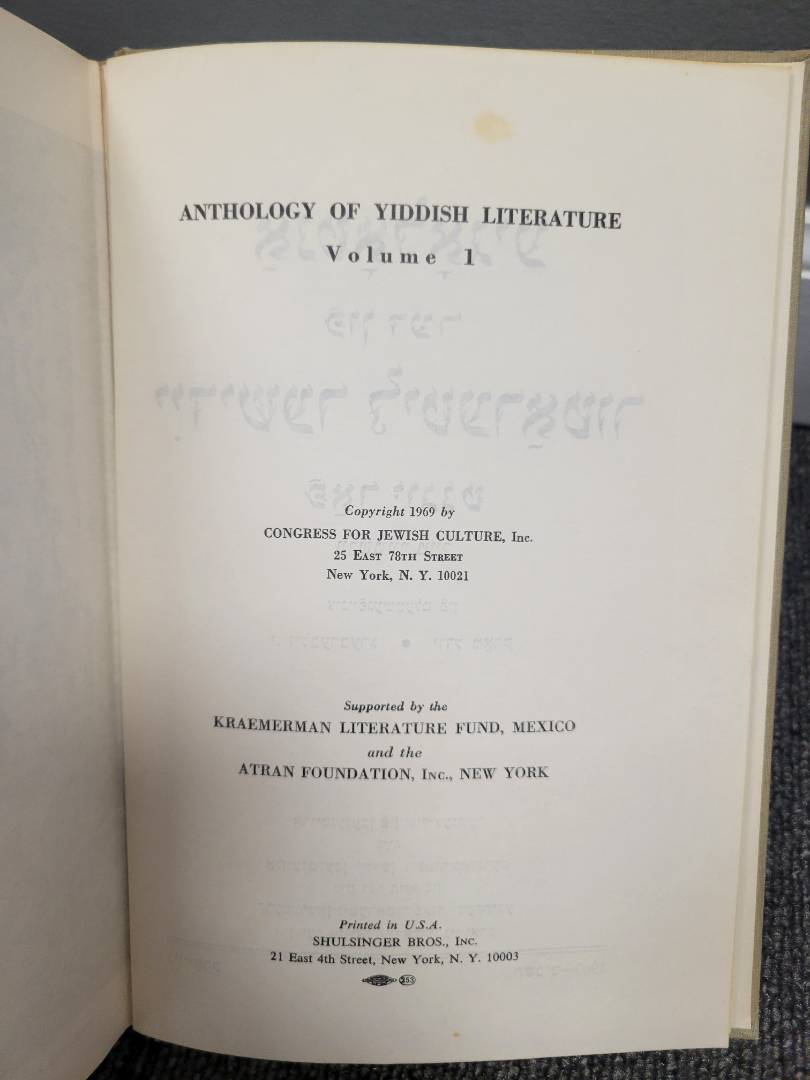 ANTHOLOGY OF YIDDISH LITERATURE
Volume 1
Copyright 1969 by
CONGRESS FOR JEWISH CULTURE, Inc.
25 EAST 78TH STREET
New York, N. Y. 10021
Supported by the
KRAEMERMAN LITERATURE FUND, MEXICO
and the
ATRAN FOUNDATION, INC., NEW YORK
Printed in U.S.A.
SHULSINGER BROS., INC.
21 East 4th Street, New York, N. Y. 10003
253